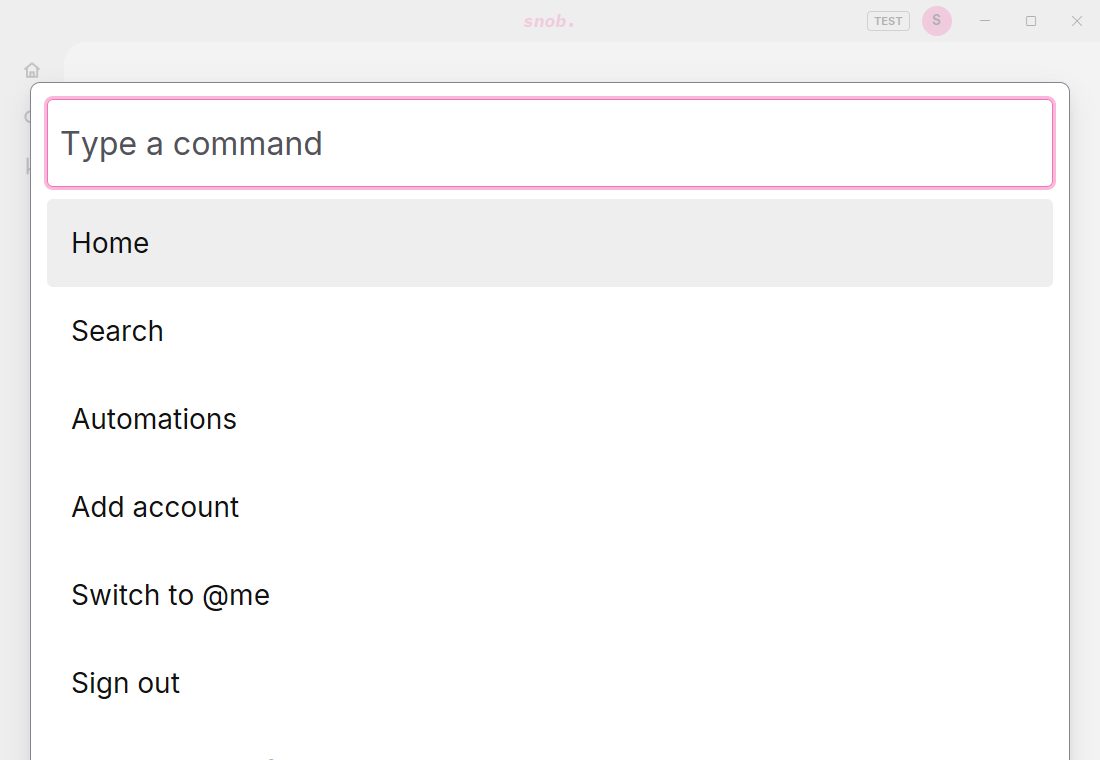 snob.
TEST
S
Type a command
Home
Search
Automations
Add account
Switch to @me
Sign out